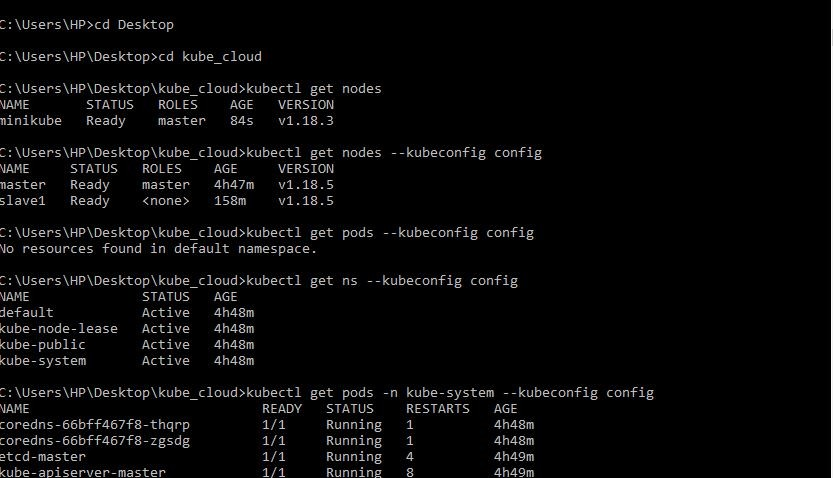 C:\Users\HP>cd Desktop
C:\Users\HP\Desktop>cd kube_cloud
C:\Users\HP\Desktop\kube_cloud>kubectl get nodes
NAME STATUS ROLES AGE VERSION
minikube Ready master 84s v1.18.3
C:\Users\HP\Desktop\kube_cloud>kubectl get nodes --kubeconfig config
NAME STATUS ROLES AGE VERSION
master Ready master 4h47m v1.18.5
slave1 Ready <none> 158m v1.18.5
C:\Users\HP\Desktop\kube_cloud>kubectl get pods --kubeconfig config
No resources found in default namespace.
C:\Users\HP\Desktop\kube_cloud>kubectl get ns --kubeconfig config
NAME STATUS AGE
default Active 4h48m
kube-node-lease Active 4h48m
kube-public Active 4h48m
kube-system Active 4h48m
C:\Users\HP\Desktop\kube_cloud>kubectl get pods -n kube-system --kubeconfig config
NAME READY STATUS RESTARTS AGE
coredns-66bff467f8-thqrp 1/1 Running 1 4h48m
coredns-66bff467f8-zgsdg 1/1 Running 1 4h48m
etcd-master 1/1 Running 4 4h49m
kube-apiserver-master 1/1 Running 8 4h49m